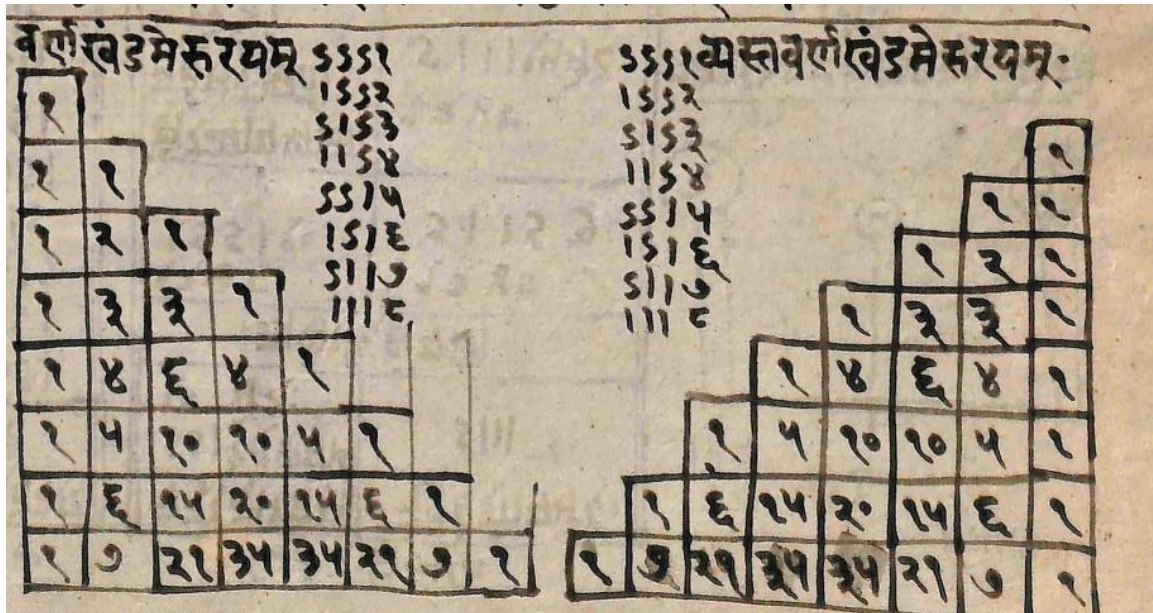 वर्णखंडमेरुरयम्
ऽऽऽ१
।ऽऽ२
ऽ।ऽ३
।।ऽ४
ऽऽ।५
।ऽ।६
ऽ।।७
।।।८
१
१ १
१ २ १
१ ३ ३ १
१ ४ ६ ४ १
१ ५ १० १० ५ १
१ ६ १५ २० १५ ६ १
१ ७ २१ ३५ ३५ २१ ७ १
ऽऽऽ१
।ऽऽ२
ऽ।ऽ३
।।ऽ४
ऽऽ।५
।ऽ।६
ऽ।।७
।।।८
व्यस्तवर्णखंडमेरुरयम्
१
१ १
१ २ १
१ ३ ३ १
१ ४ ६ ४ १
१ ५ १० १० ५ १
१ ६ १५ २० १५ ६ १
१ ७ २१ ३५ ३५ २१ ७ १